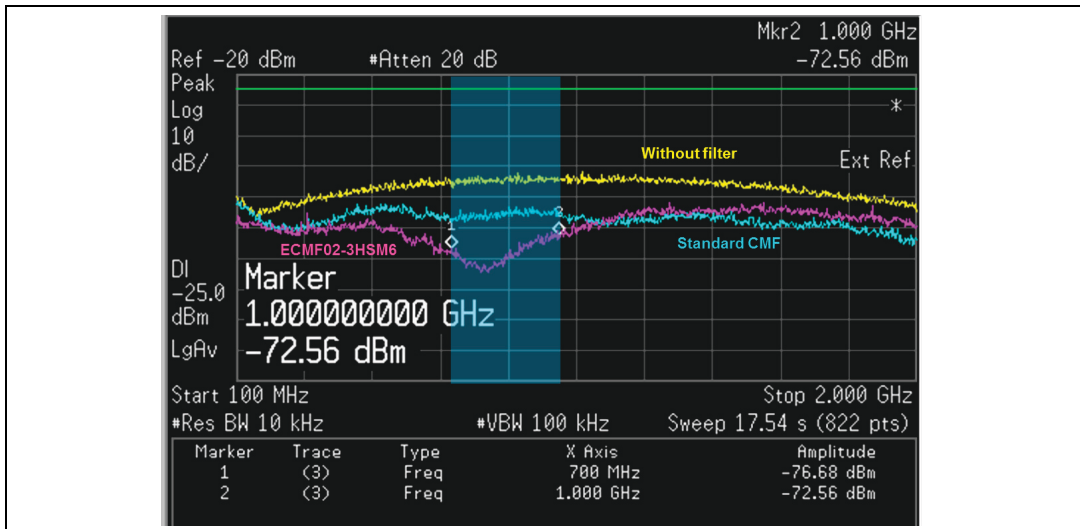 Mkr2 1.000 GHz
Ref -20 dBm #Atten 20 dB -72.56 dBm
Peak
Log
10
dB/
*
Without filter
Ext Ref
1
2
ECMF02-3HSM6
Standard CMF
DI
-25.0
dBm
LgAv
Marker
1.000000000 GHz
-72.56 dBm
Start 100 MHz Stop 2.000 GHz
#Res BW 10 kHz #VBW 100 kHz Sweep 17.54 s (822 pts)
Marker Trace Type X Axis Amplitude
1 (3) Freq 700 MHz -76.68 dBm
2 (3) Freq 1.000 GHz -72.56 dBm